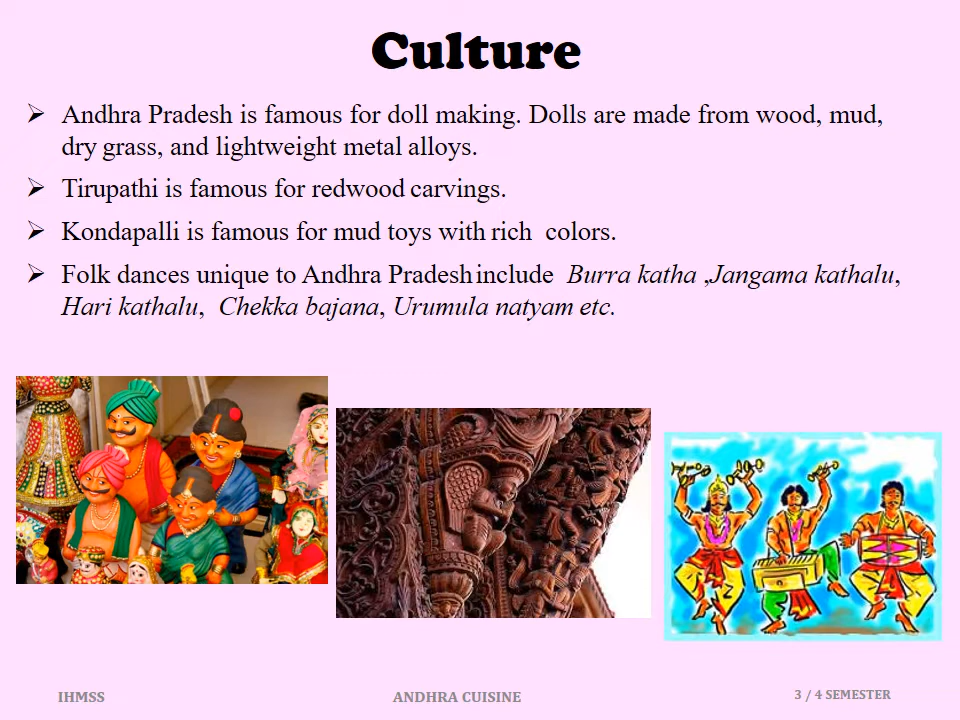 Culture
➢ Andhra Pradesh is famous for doll making. Dolls are made from wood, mud,
dry grass, and lightweight metal alloys.
➢ Tirupathi is famous for redwood carvings.
➢ Kondapalli is famous for mud toys with rich  colors.
➢ Folk dances unique to Andhra Pradesh include  Burra katha ,Jangama kathalu,
Hari kathalu,  Chekka bajana, Urumula natyam etc.
IHMSS
ANDHRA CUISINE
3 / 4 SEMESTER